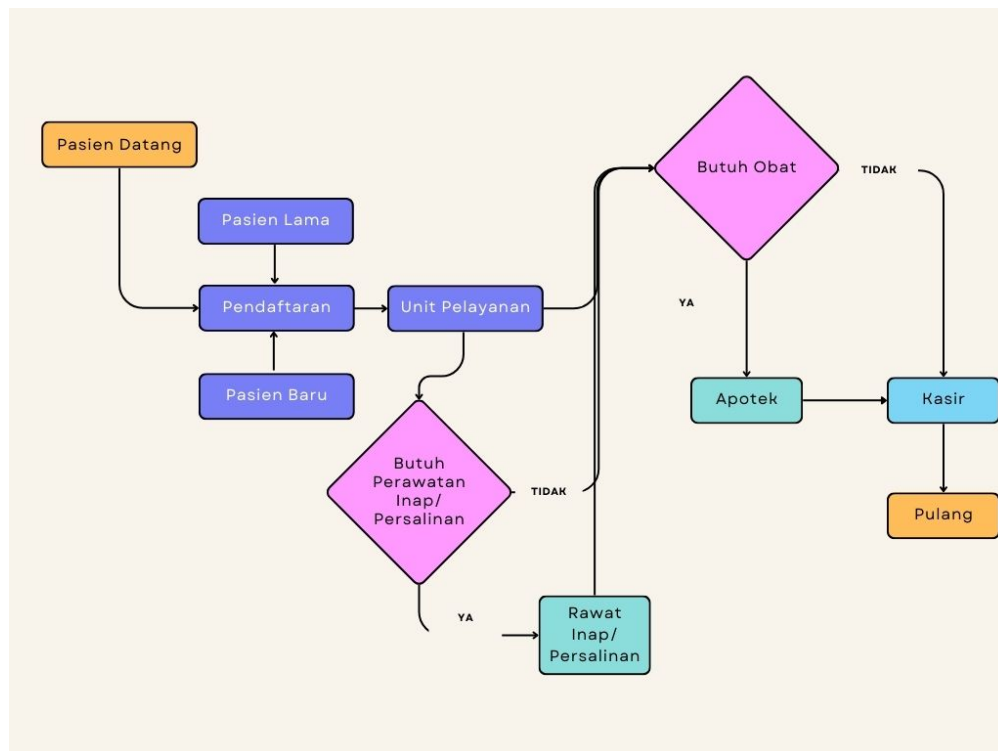 Pasien Datang
Pasien Lama
Pendaftaran
Unit Pelayanan
Pasien Baru
Butuh
Perawatan
Inap/
Persalinan
TIDAK
YA
Rawat
Inap/
Persalinan
Butuh Obat
TIDAK
YA
Apotek
Kasir
Pulang